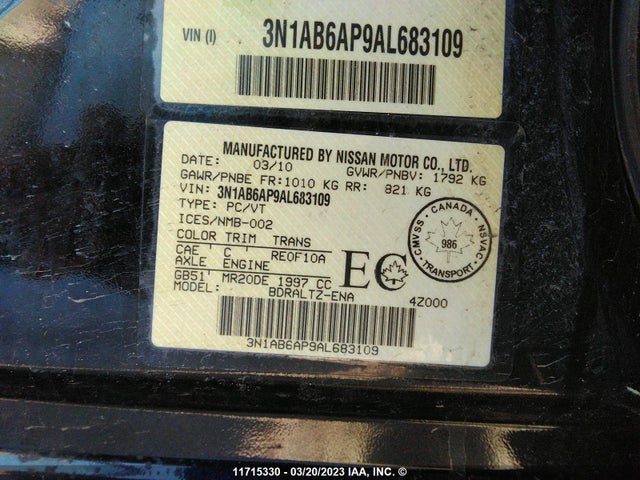 VIN (I) 3N1AB6AP9AL683109
MANUFACTURED BY NISSAN MOTOR CO., LTD.
DATE: 03/10 GVWR/PNBV: 1792 KG
GAWR/PNBE FR:1010 KG RR: 821 KG
VIN: 3N1AB6AP9AL683109
TYPE: PC/VT
ICES/NMB-002
COLOR TRIM TRANS
CAE C RE0F10A
AXLE ENGINE
GB51' MR20DE 1997 CC
MODEL: BDRALTZ-ENA 4Z000
EC
CANADA
CMVSS
986
NSVAC
TRANSPORT
3N1AB6AP9AL683109
11715330 - 03/20/2023 IAA, INC.©